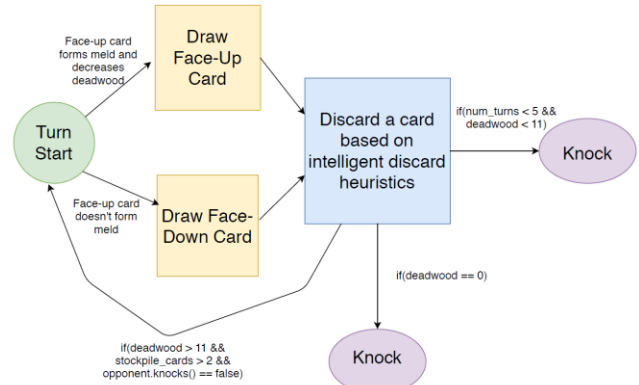 Face-up card
forms meld and
decreases
deadwood
Draw
Face-Up
Card
Turn
Start
Discard a card
based on
intelligent discard
heuristics
if(num_turns < 5 &&
deadwood < 11)
Knock
Face-up card
doesn't form
meld
Draw Face-
Down Card
if(deadwood == 0)
Knock
if(deadwood > 11 &&
stockpile_cards > 2 &&
opponent.knocks() == false)